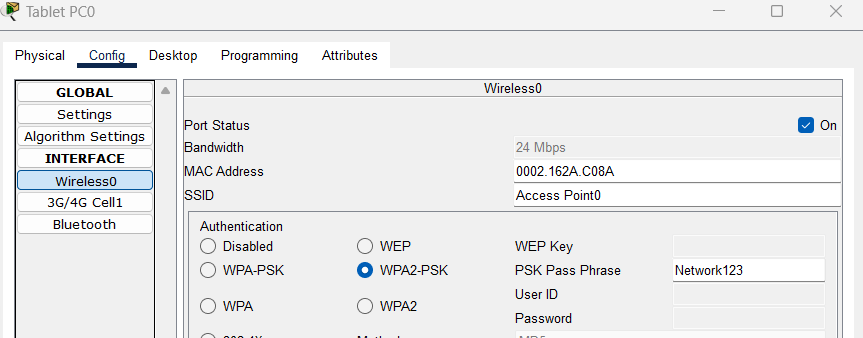 Tablet PC0
Physical Config Desktop Programming Attributes
GLOBAL
Settings
Algorithm Settings
INTERFACE
Wireless0
3G/4G Cell1
Bluetooth
Wireless0
Port Status On
Bandwidth 24 Mbps
MAC Address 0002.162A.C08A
SSID Access Point0
Authentication
Disabled WEP WEP Key
WPA-PSK WPA2-PSK PSK Pass Phrase Network123
User ID
WPA WPA2
Password